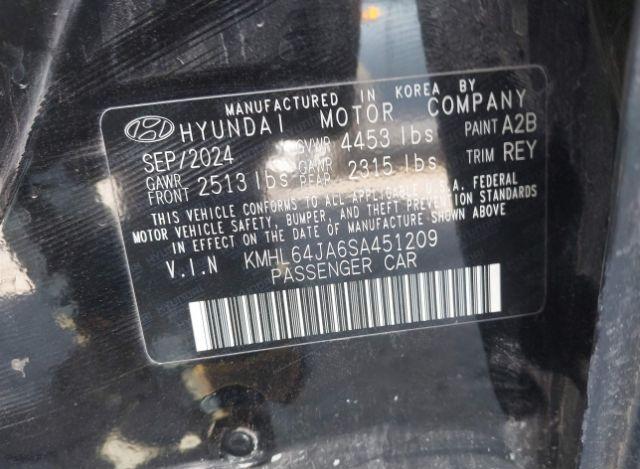 MANUFACTURED IN KOREA BY
HYUNDAI MOTOR COMPANY
SEP/2024 GVWR 4453 lbs PAINT A2B
GAWR FRONT 2513 lbs GAWR REAR 2315 lbs TRIM REY
THIS VEHICLE CONFORMS TO ALL APPLICABLE U.S.A. FEDERAL
MOTOR VEHICLE SAFETY, BUMPER, AND THEFT PREVENTION STANDARDS
IN EFFECT ON THE DATE OF MANUFACTURE SHOWN ABOVE
V.I.N KMHL64JA6SA451209
PASSENGER CAR